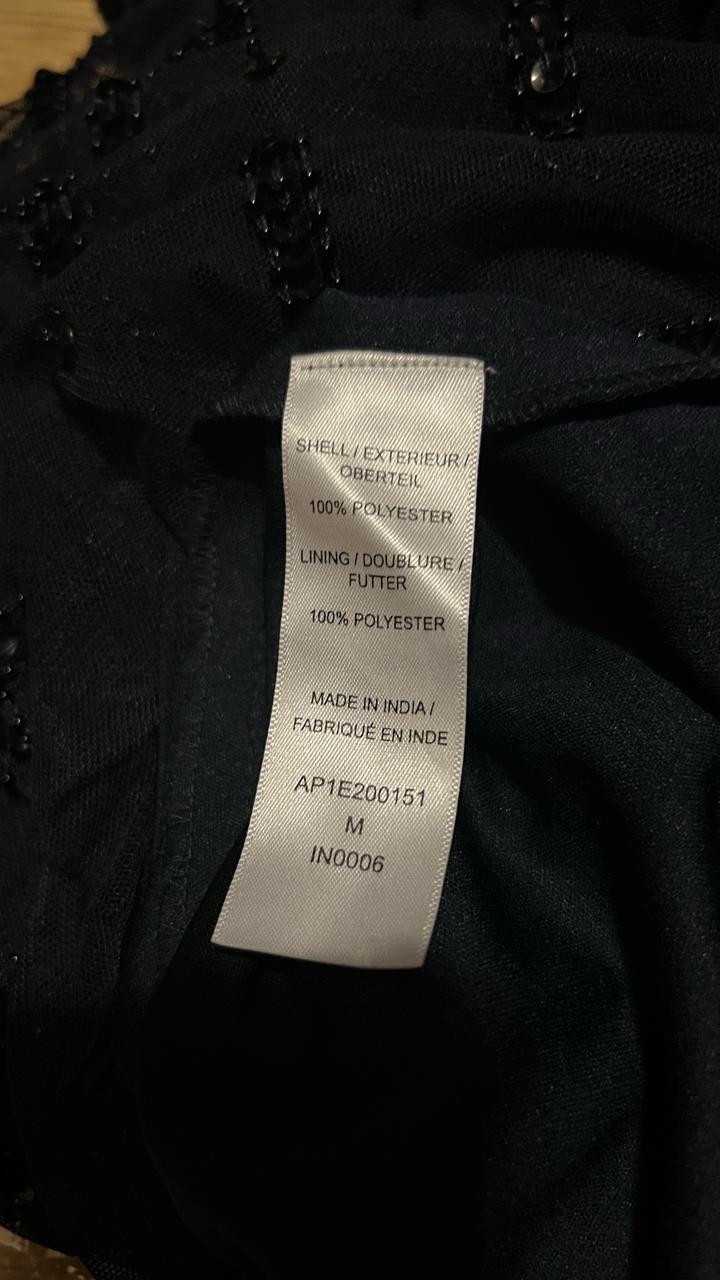 SHELL / EXTERIEUR /
OBERTEIL
100% POLYESTER
LINING / DOUBLURE /
FUTTER
100% POLYESTER
MADE IN INDIA /
FABRIQUÉ EN INDE
AP1E200151
M
IN0006